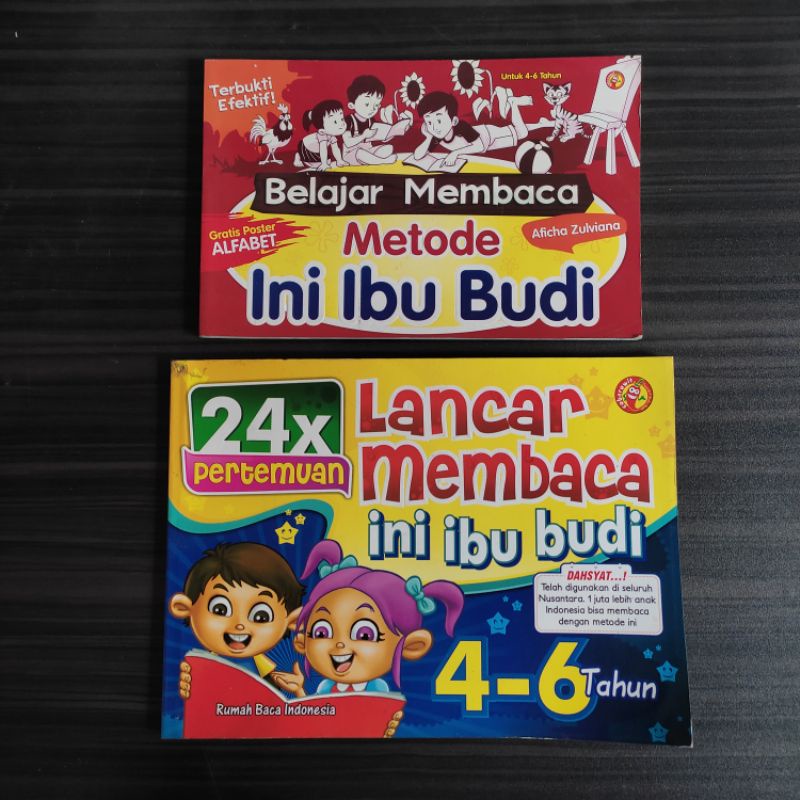 Terbukti
Efektif!
Untuk 4-6 Tahun
Belajar Membaca
Gratis Poster
ALFABET
Metode
Aficha Zulviana
Ini Ibu Budi
24x
Pertemuan
Lancar
Membaca
ini ibu budi
DAHSYAT...!
Telah digunakan di seluruh
Nusantara. 1 juta lebih anak
Indonesia bisa membaca
dengan metode ini
4-6 Tahun
Rumah Baca Indonesia